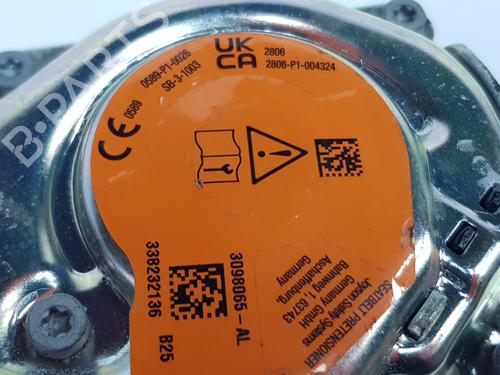 UK
CA
2806
2806-P1-004324
CE 0589
0589-P1-0026
SB-3-1003
SEATBELT PRETENSIONER
Joyson Safety Systems
Germany GmbH
Bahnweg 1, 63743
Aschaffenburg,
Germany
3098065-AL
338232136
B25
B-PARTS